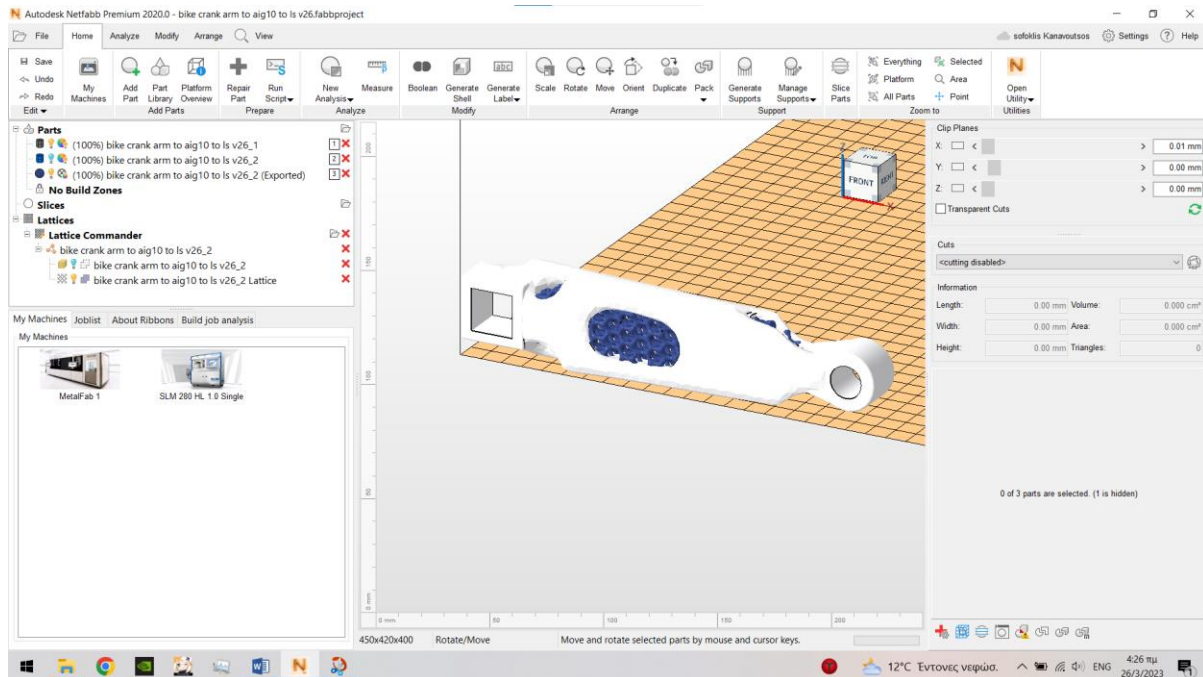 Autodesk Netfabb Premium 2020.0 - bike crank arm to aig10 to ls v26.fabbproject
File Home Analyze Modify Arrange View
sofoklis Kanavoutsos Settings Help
Save
Undo
Redo
Edit
My Machines
Add Part
Part Library
Platform Overview
Add Parts
Repair Part
Run Script
Prepare
New Analysis
Measure
Analyze
Boolean
Generate Shell
Generate Label
Modify
Scale
Rotate
Move
Orient
Duplicate
Pack
Arrange
Generate Supports
Manage Supports
Support
Slice Parts
Everything
Platform
All Parts
Selected
Area
Point
Zoom to
Open Utility
Utilities
Parts
(100%) bike crank arm to aig10 to ls v26_1 1
(100%) bike crank arm to aig10 to ls v26_2 2
(100%) bike crank arm to aig10 to ls v26_2 (Exported) 3
No Build Zones
Slices
Lattices
Lattice Commander
bike crank arm to aig10 to ls v26_2
bike crank arm to aig10 to ls v26_2
bike crank arm to aig10 to ls v26_2 Lattice
My Machines Joblist About Ribbons Build job analysis
My Machines
MetalFab 1
SLM 280 HL 1.0 Single
200
150
100
50
0 mm
0 mm 50 100 150 200
FRONT
Z
X
450x420x400 Rotate/Move Move and rotate selected parts by mouse and cursor keys.
Clip Planes
X: < > 0.01 mm
Y: < > 0.00 mm
Z: < > 0.00 mm
Transparent Cuts
Cuts
<cutting disabled>
Information
Length: 0.00 mm Volume: 0.000 cm³
Width: 0.00 mm Area: 0.000 cm²
Height: 0.00 mm Triangles: 0
0 of 3 parts are selected. (1 is hidden)
12°C Έντονες νεφώσ. ENG 4:26 πμ
26/3/2023